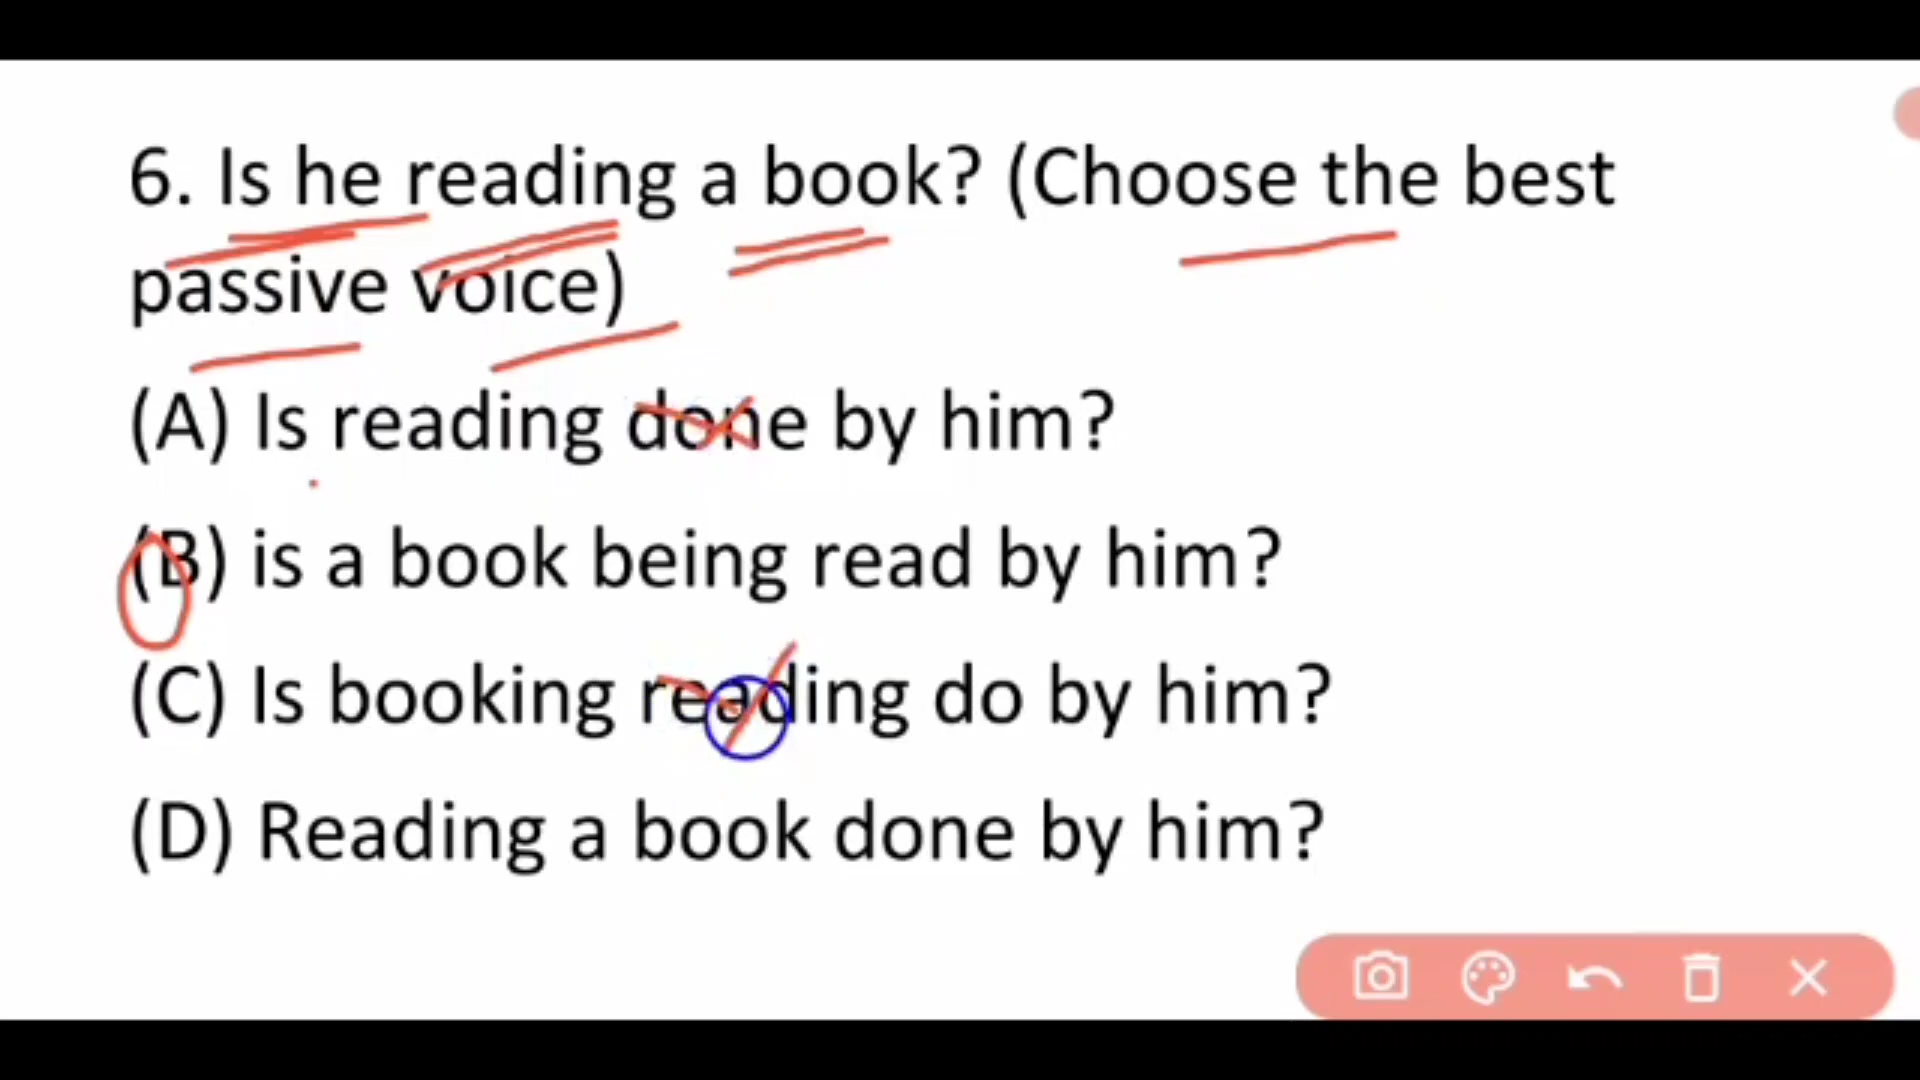 6. Is he reading a book? (Choose the best
passive voice)
(A) Is reading done by him?
(B) is a book being read by him?
(C) Is booking reading do by him?
(D) Reading a book done by him?